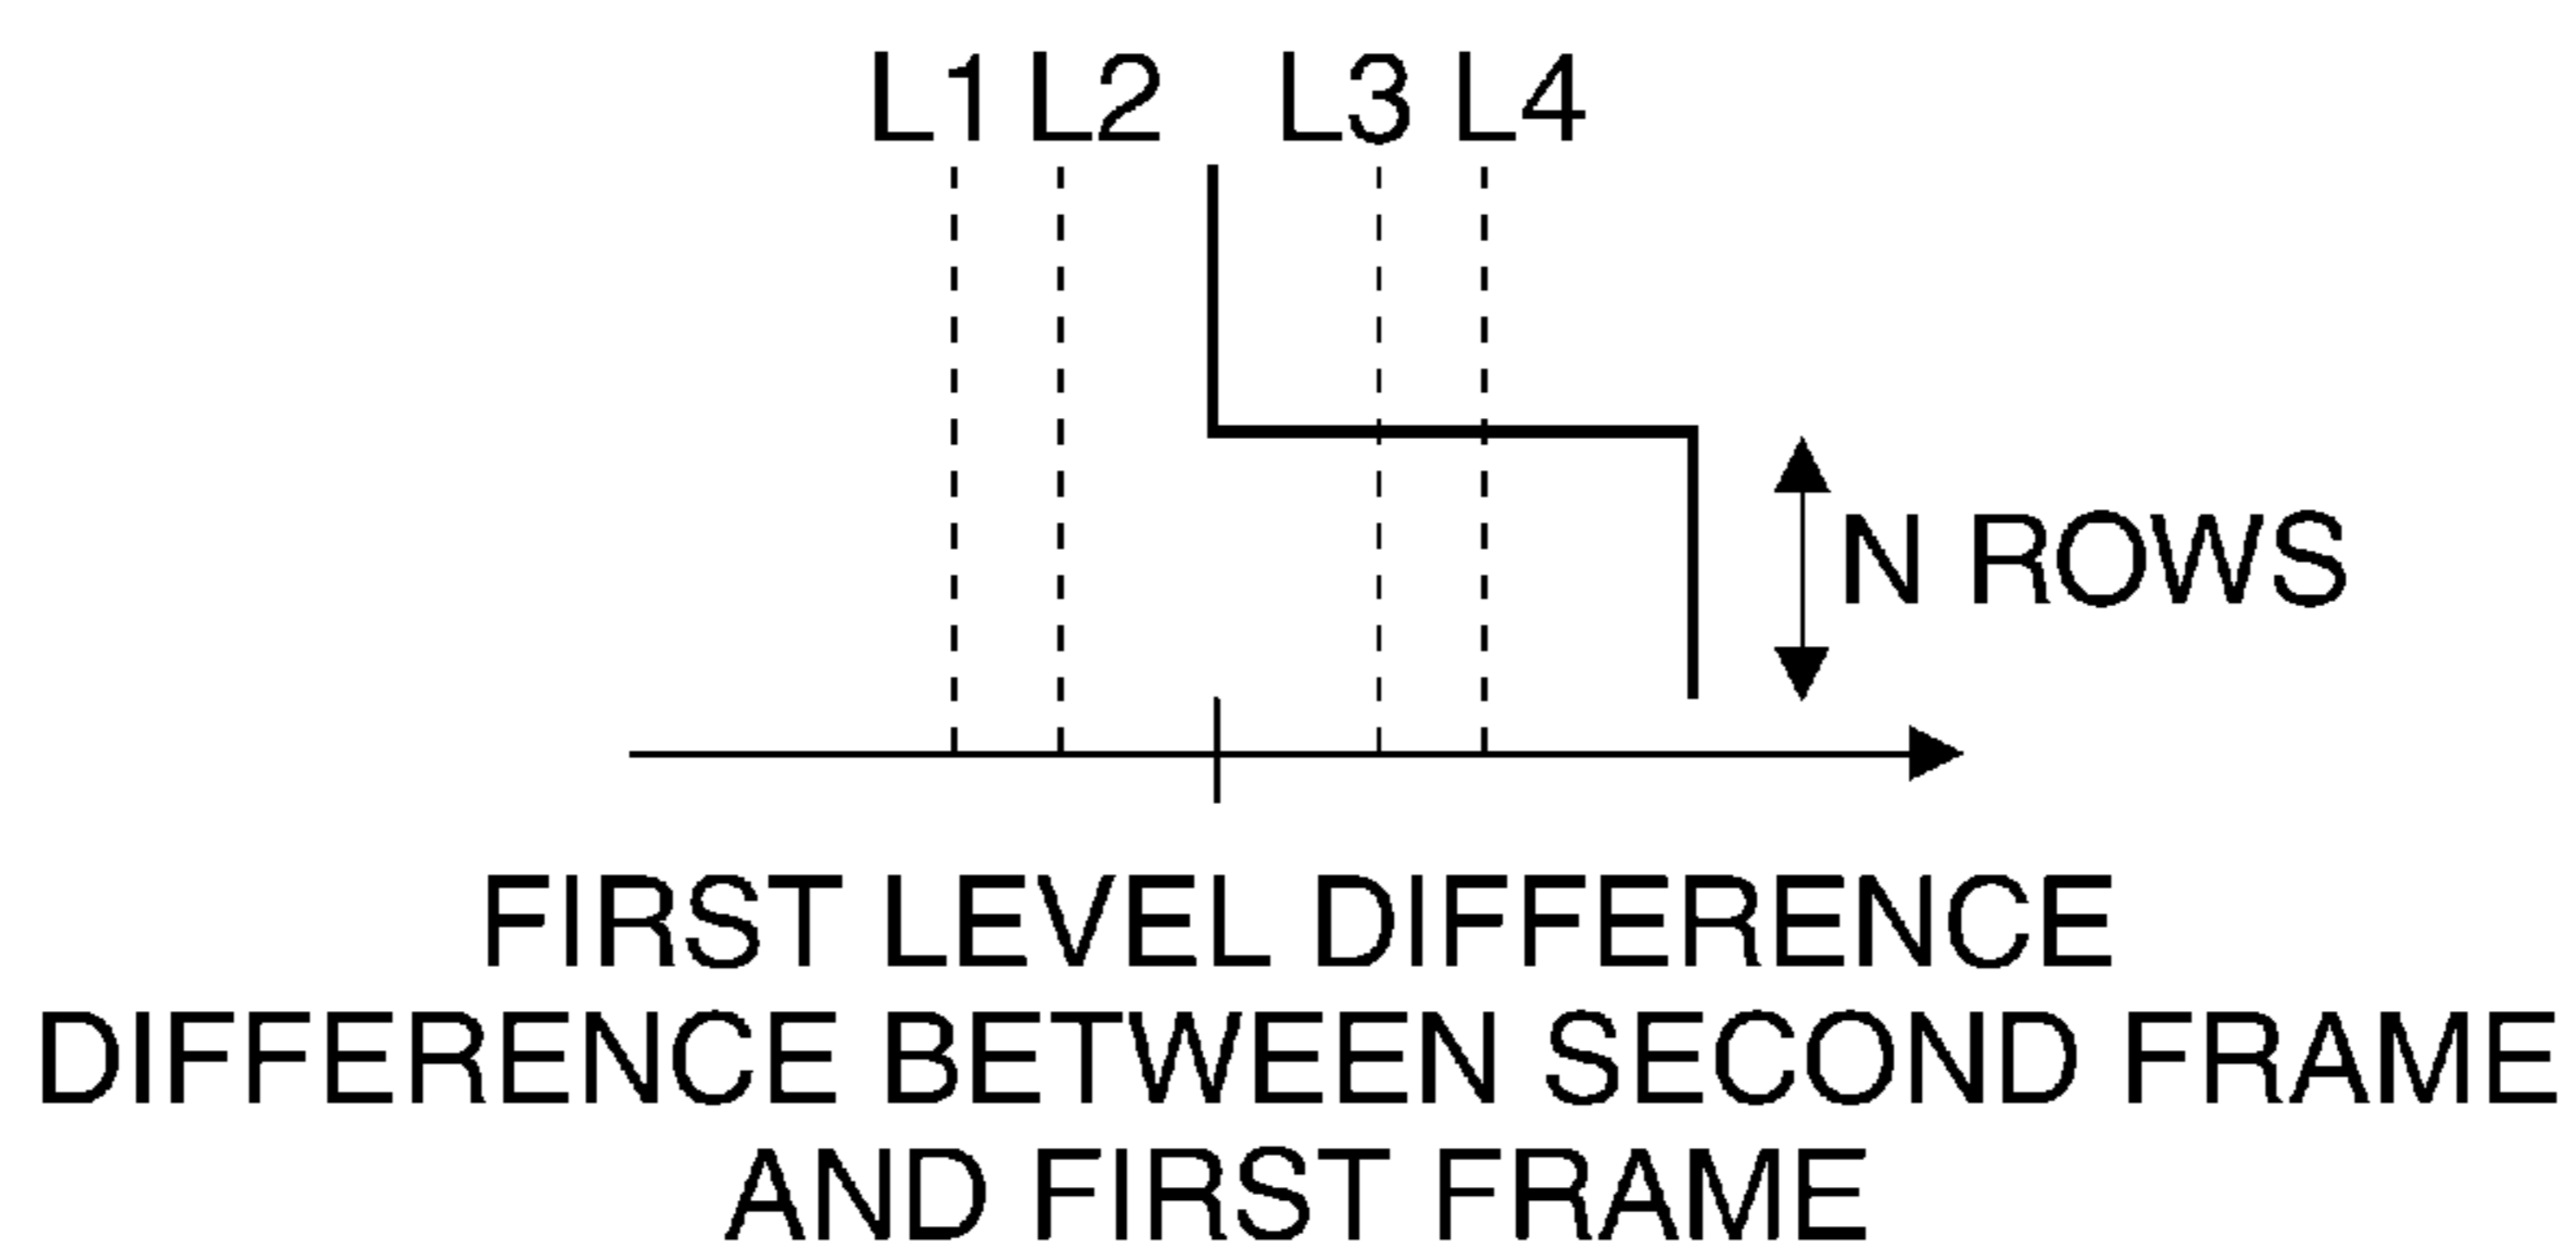 L1 L2 L3 L4
N ROWS
FIRST LEVEL DIFFERENCE
DIFFERENCE BETWEEN SECOND FRAME
AND FIRST FRAME